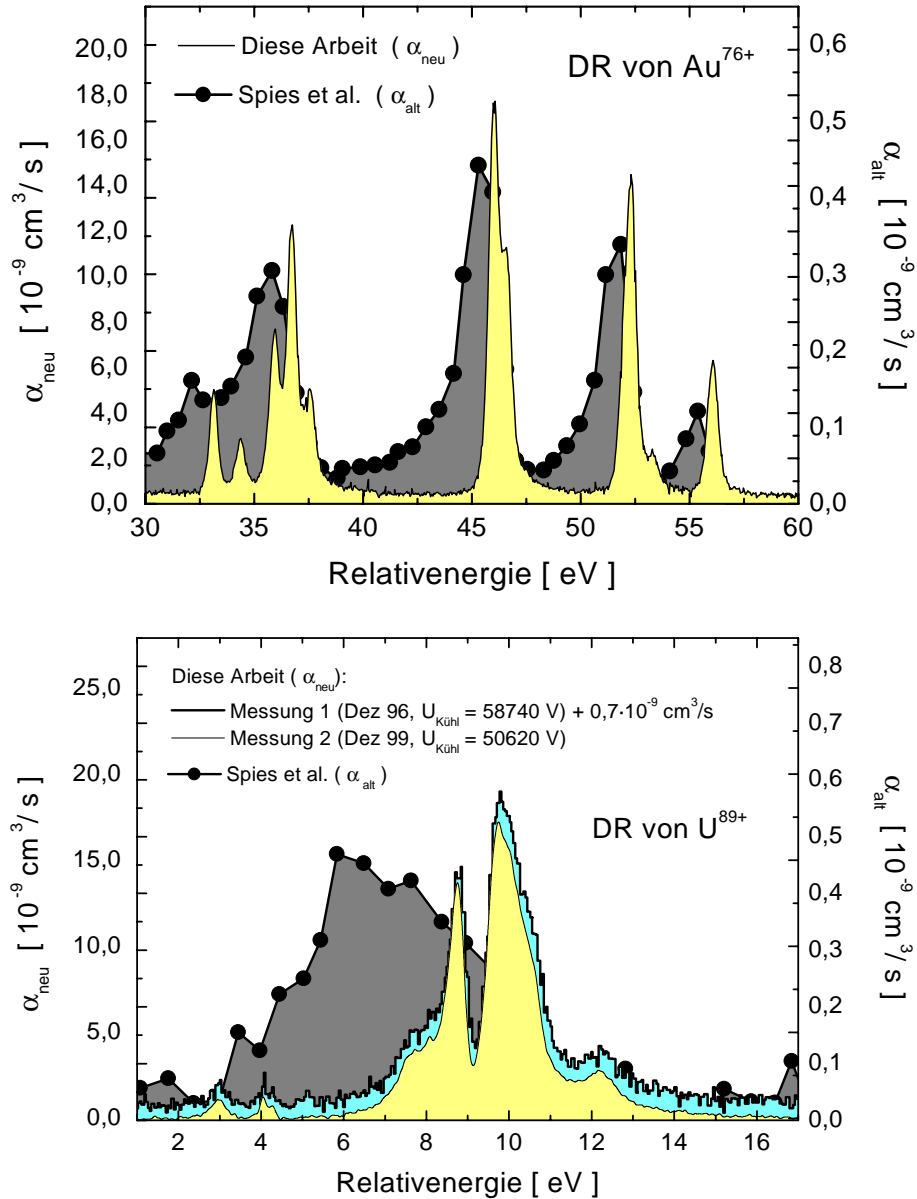 Diese Arbeit ( α_neu)
Spies et al. ( α_alt)
DR von Au^76+
20,0
18,0
16,0
14,0
12,0
10,0
8,0
6,0
4,0
2,0
0,0
α_neu [ 10^-9 cm^3/ s ]
0,6
0,5
0,4
0,3
0,2
0,1
0,0
α_alt [ 10^-9 cm^3/ s ]
30 35 40 45 50 55 60
Relativenergie [ eV ]
Diese Arbeit ( α_neu):
Messung 1 (Dez 96, U_Kühl = 58740 V) + 0,7·10^-9 cm^3/s
Messung 2 (Dez 99, U_Kühl = 50620 V)
Spies et al. ( α_alt )
DR von U^89+
25,0
20,0
15,0
10,0
5,0
0,0
α_neu [ 10^-9 cm^3/ s ]
0,8
0,7
0,6
0,5
0,4
0,3
0,2
0,1
0,0
α_alt [ 10^-9 cm^3/ s ]
2 4 6 8 10 12 14 16
Relativenergie [ eV ]